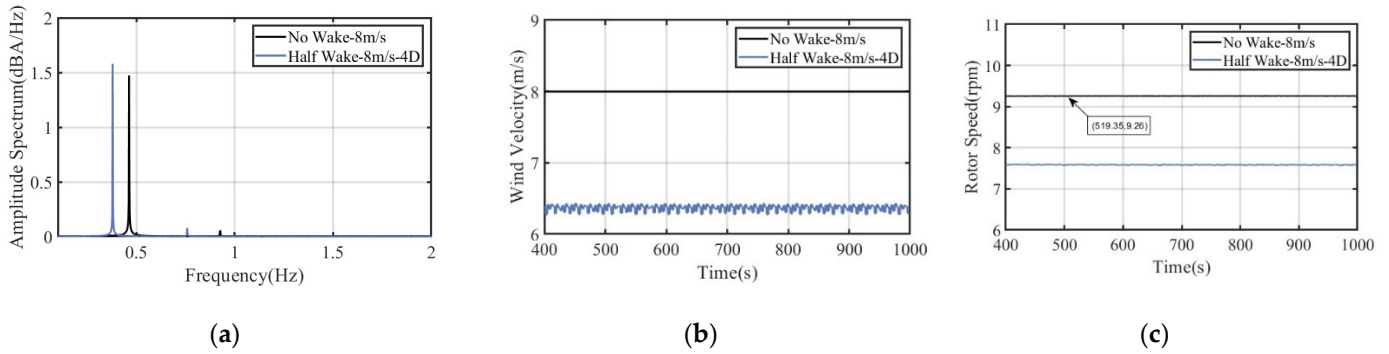 Amplitude Spectrum(dBA/Hz)
2
1.5
1
0.5
0
0.5
1
1.5
2
Frequency(Hz)
No Wake-8m/s
Half Wake-8m/s-4D
(a)
Wind Velocity(m/s)
9
8
7
6
400
500
600
700
800
900
1000
Time(s)
No Wake-8m/s
Half Wake-8m/s-4D
(b)
Rotor Speed(rpm)
11
10
9
8
7
6
400
500
600
700
800
900
1000
Time(s)
No Wake-8m/s
Half Wake-8m/s-4D
(519.35,9.26)
(c)